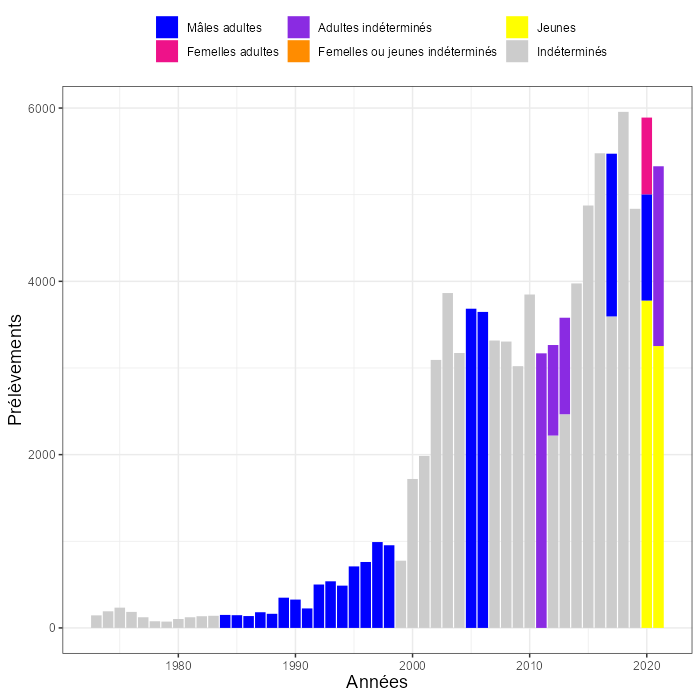 Mâles adultes
Adultes indéterminés
Jeunes
Femelles adultes
Femelles ou jeunes indéterminés
Indéterminés
Prélèvements
6000
4000
2000
0
1980
1990
2000
2010
2020
Années